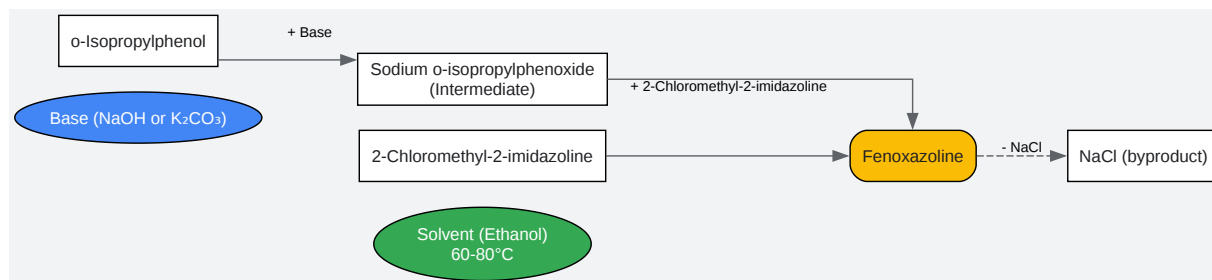 o-Isopropylphenol
+ Base
Sodium o-isopropylphenoxide
(Intermediate)
+ 2-Chloromethyl-2-imidazoline
Base (NaOH or K₂CO₃)
2-Chloromethyl-2-imidazoline
Fenoxazoline
- NaCl
NaCl (byproduct)
Solvent (Ethanol)
60-80°C